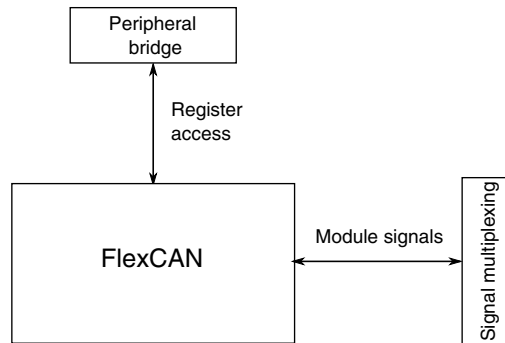 Peripheral
bridge
Register
access
FlexCAN
Module signals
Signal multiplexing